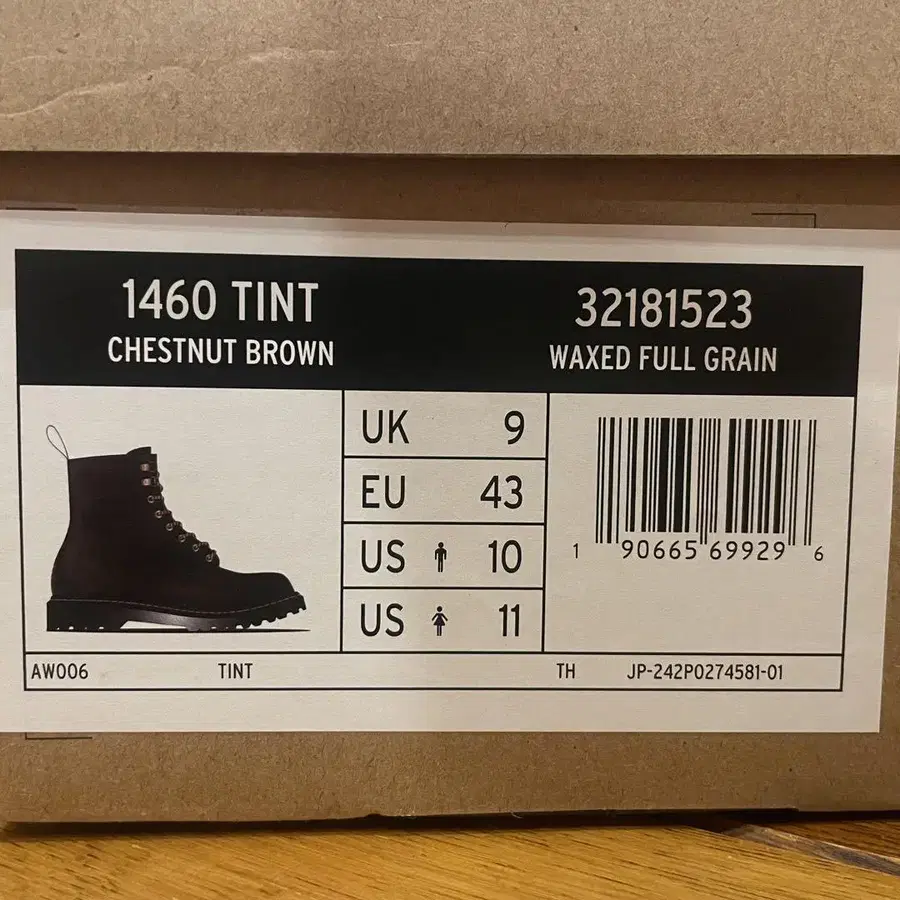 1460 TINT
CHESTNUT BROWN
32181523
WAXED FULL GRAIN
UK 9
EU 43
US 10
US 11
1 90665 69929 6
AW006 TINT TH JP-242P0274581-01